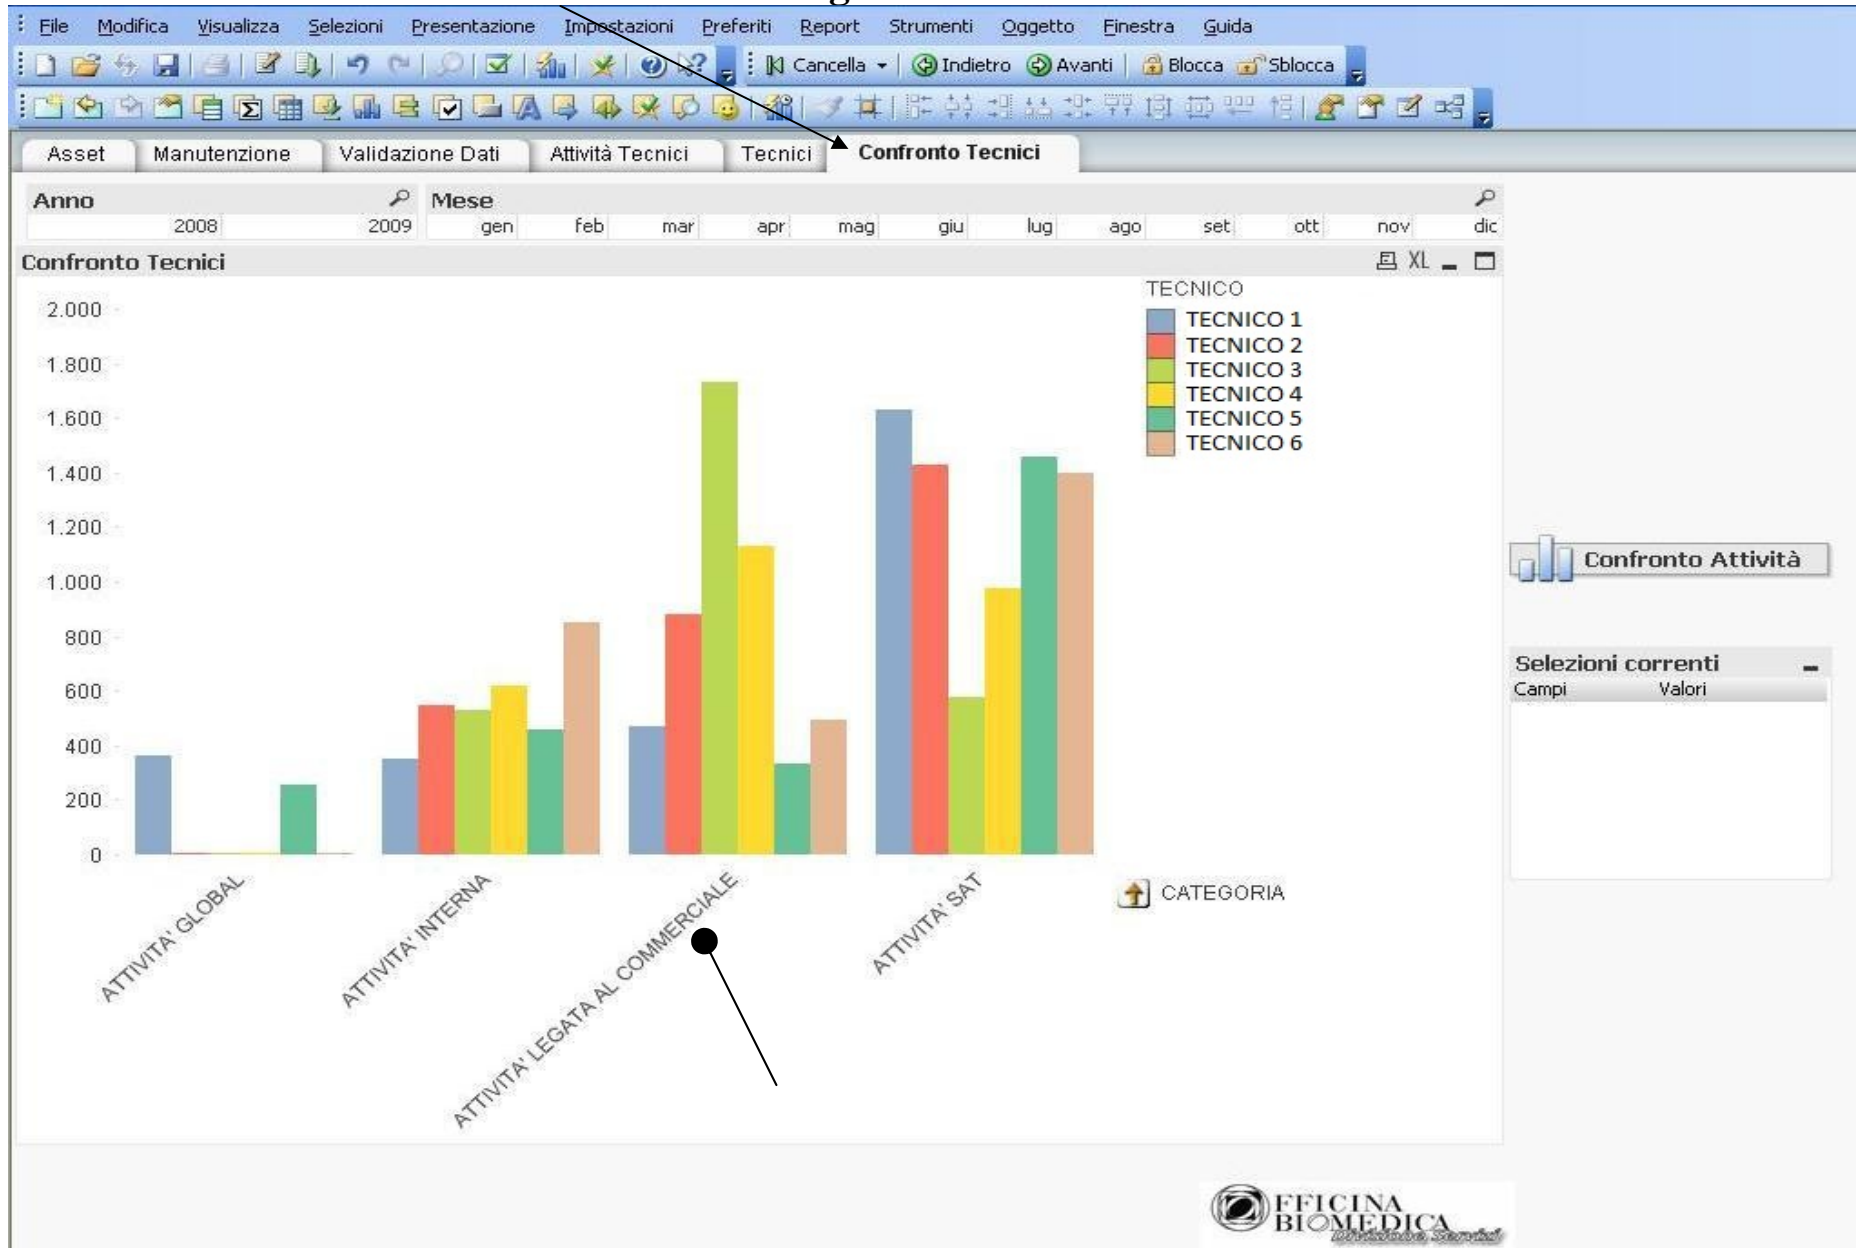 File Modifica Visualizza Selezioni Presentazione Impostazioni Preferiti Report Strumenti Oggetto Finestra Guida
Cancella Indietro Avanti Blocca Sblocca
Asset Manutenzione Validazione Dati Attività Tecnici Tecnici Confronto Tecnici
Anno Mese
2008 2009 gen feb mar apr mag giu lug ago set ott nov dic
Confronto Tecnici XL
TECNICO
TECNICO 1
TECNICO 2
TECNICO 3
TECNICO 4
TECNICO 5
TECNICO 6
2.000
1.800
1.600
1.400
1.200
1.000
800
600
400
200
0
ATTIVITA' GLOBAL
ATTIVITA' INTERNA
ATTIVITA' LEGATA AL COMMERCIALE
ATTIVITA' SAT
CATEGORIA
Confronto Attività
Selezioni correnti
Campi Valori
OFFICINA
BIOMEDICA
Divisione Servizi